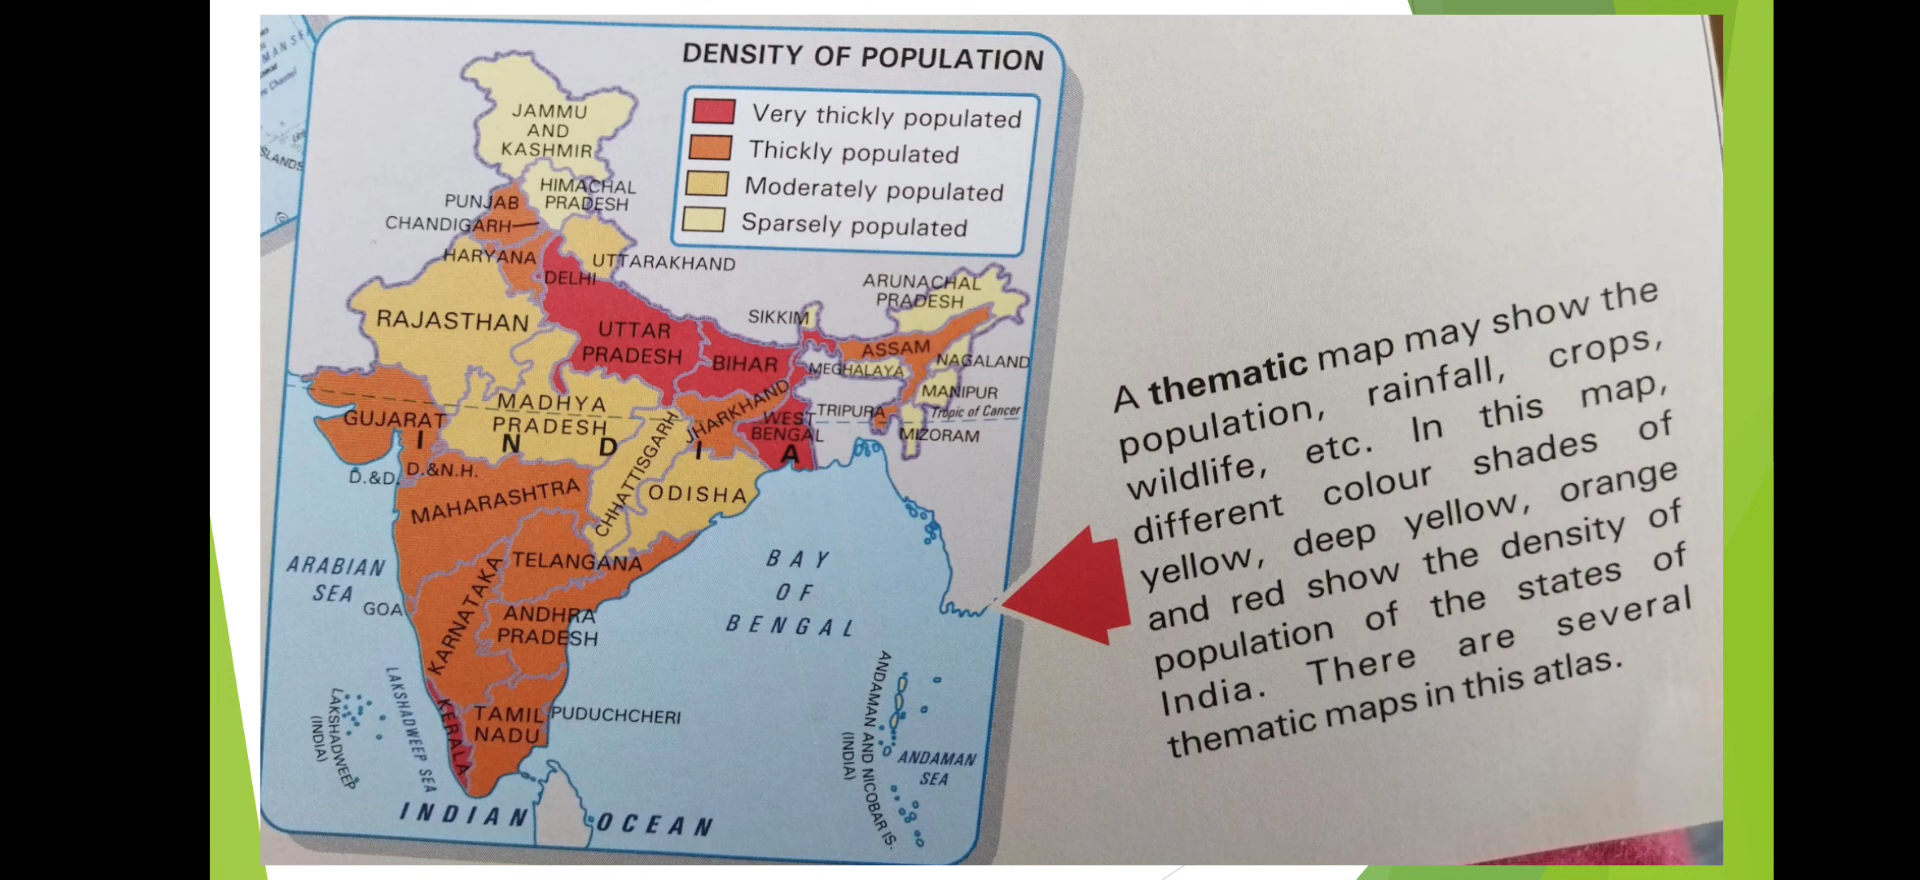 DENSITY OF POPULATION
Very thickly populated
Thickly populated
Moderately populated
Sparsely populated
JAMMU
AND
KASHMIR
HIMACHAL
PRADESH
PUNJAB
CHANDIGARH
HARYANA
UTTARAKHAND
DELHI
ARUNACHAL
PRADESH
SIKKIM
RAJASTHAN
UTTAR
PRADESH
BIHAR
ASSAM
NAGALAND
MEGHALAYA
MANIPUR
TRIPURA
Tropic of Cancer
MIZORAM
JHARKHAND
WEST
BENGAL
MADHYA
PRADESH
GUJARAT
I N D I A
CHHATTISGARH
D.&D.
D.&N.H.
MAHARASHTRA
ODISHA
TELANGANA
ARABIAN
SEA
GOA
KARNATAKA
ANDHRA
PRADESH
BAY
OF
BENGAL
KERALA
TAMIL
NADU
PUDUCHCHERI
LAKSHADWEEP
(INDIA)
LAKSHADWEEP SEA
ANDAMAN AND NICOBAR IS.
(INDIA)
ANDAMAN
SEA
INDIAN OCEAN
A thematic map may show the
population, rainfall, crops,
wildlife, etc. In this map,
different colour shades of
yellow, deep yellow, orange
and red show the density of
population of the states of
India. There are several
thematic maps in this atlas.